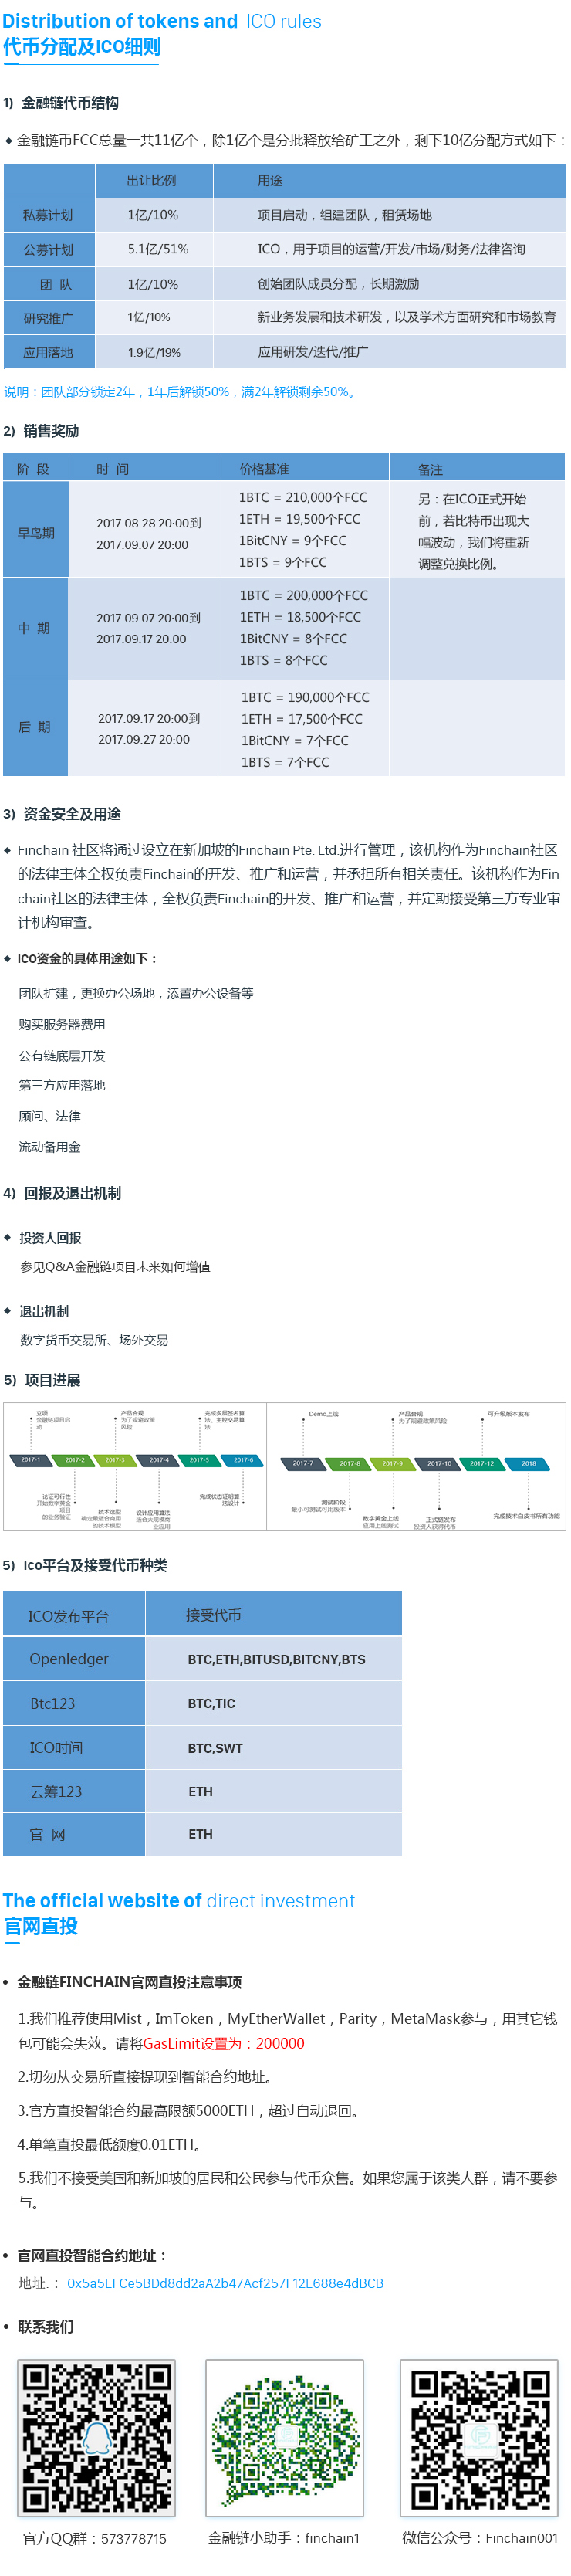 Distribution of tokens and ICO rules
代币分配及ICO细则
1) 金融链代币结构
金融链币FCC总量一共11亿个，除1亿个是分批释放给矿工之外，剩下10亿分配方式如下：
出让比例 用途
私募计划 1亿/10% 项目启动，组建团队，租赁场地
公募计划 5.1亿/51% ICO，用于项目的运营/开发/市场/财务/法律咨询
团 队 1亿/10% 创始团队成员分配，长期激励
研究推广 1亿/10% 新业务发展和技术研发，以及学术方面研究和市场教育
应用落地 1.9亿/19% 应用研发/迭代/推广
说明：团队部分锁定2年，1年后解锁50%，满2年解锁剩余50%。
2) 销售奖励
阶 段 时 间 价格基准 备注
早鸟期
2017.08.28 20:00到
2017.09.07 20:00
1BTC = 210,000个FCC
1ETH = 19,500个FCC
1BitCNY = 9个FCC
1BTS = 9个FCC
另：在ICO正式开始
前，若比特币出现大
幅波动，我们将重新
调整兑换比例。
中 期
2017.09.07 20:00到
2017.09.17 20:00
1BTC = 200,000个FCC
1ETH = 18,500个FCC
1BitCNY = 8个FCC
1BTS = 8个FCC
后 期
2017.09.17 20:00到
2017.09.27 20:00
1BTC = 190,000个FCC
1ETH = 17,500个FCC
1BitCNY = 7个FCC
1BTS = 7个FCC
3) 资金安全及用途
Finchain 社区将通过设立在新加坡的Finchain Pte. Ltd.进行管理，该机构作为Finchain社区
的法律主体全权负责Finchain的开发、推广和运营，并承担所有相关责任。该机构作为Fin
chain社区的法律主体，全权负责Finchain的开发、推广和运营，并定期接受第三方专业审
计机构审查。
ICO资金的具体用途如下：
团队扩建，更换办公场地，添置办公设备等
购买服务器费用
公有链底层开发
第三方应用落地
顾问、法律
流动备用金
4) 回报及退出机制
投资人回报
参见Q&A金融链项目未来如何增值
退出机制
数字货币交易所、场外交易
5) 项目进展
立项
金融链项目启
动
产品合规
为了规避政策
风险
完成多层签名算
法、主控交易算
法
2017-1 2017-2 2017-3 2017-4 2017-5 2017-6
论证可行性
开始数字黄金
项目
的业务验证
技术选型
确定最适合商用
的技术模型
设计应用算法
适合大规模商
业应用
完成状态证明算
法设计
Demo上线
产品合规
为了规避政策风险
可升级版本发布
2017-7 2017-8 2017-9 2017-10 2017-12 2018
测试阶段
最小可测试可用版本
数字黄金上线
应用上线测试
正式链发布
投资人获得代币
完成技术白皮书所有功能
5) Ico平台及接受代币种类
ICO发布平台 接受代币
Openledger BTC,ETH,BITUSD,BITCNY,BTS
Btc123 BTC,TIC
ICO时间 BTC,SWT
云筹123 ETH
官 网 ETH
The official website of direct investment
官网直投
金融链FINCHAIN官网直投注意事项
1.我们推荐使用Mist，ImToken，MyEtherWallet，Parity，MetaMask参与，用其它钱
包可能会失效。请将GasLimit设置为：200000
2.切勿从交易所直接提现到智能合约地址。
3.官方直投智能合约最高限额5000ETH，超过自动退回。
4.单笔直投最低额度0.01ETH。
5.我们不接受美国和新加坡的居民和公民参与代币众售。如果您属于该类人群，请不要参
与。
官网直投智能合约地址：
地址:：0x5a5EFCe5BDd8dd2aA2b47Acf257F12E688e4dBCB
联系我们
官方QQ群：573778715 金融链小助手：finchain1 微信公众号：Finchain001